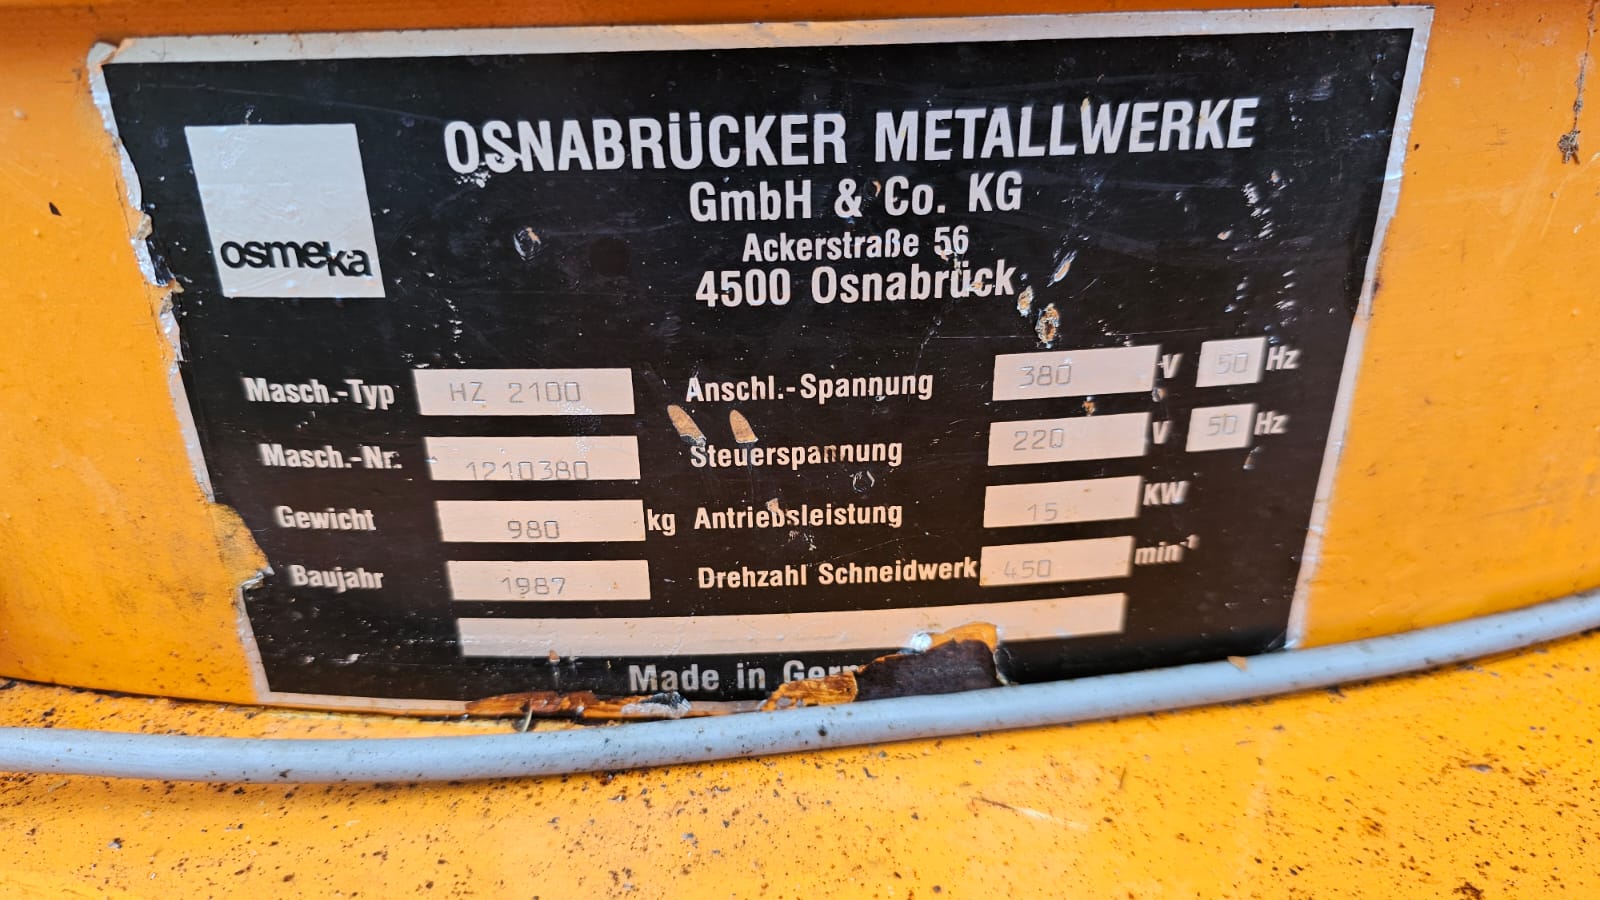 osmeka
OSNABRÜCKER METALLWERKE
GmbH & Co. KG
Ackerstraße 56
4500 Osnabrück
Masch.-Typ HZ 2100 Anschl.-Spannung 380 V 50 Hz
Masch.-Nr. 1210380 Steuerspannung 220 V 50 Hz
Gewicht 980 kg Antriebsleistung 15 KW
Baujahr 1987 Drehzahl Schneidwerk 450 min⁻¹
Made in